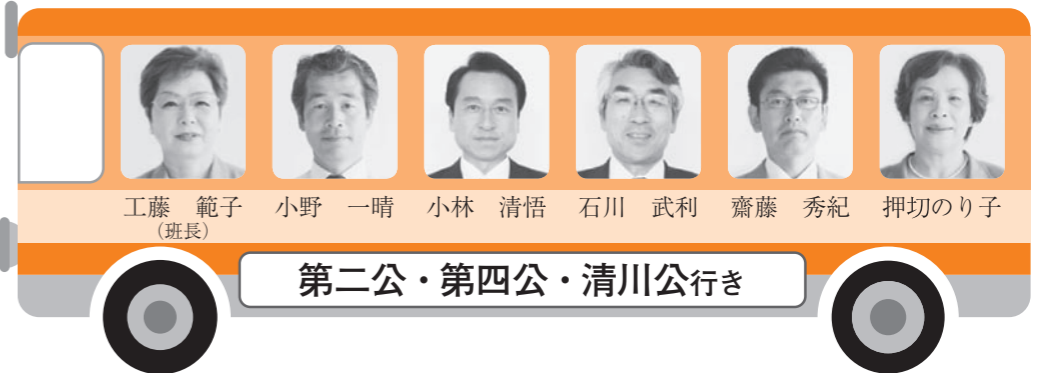 工藤　範子　小野　一晴　小林　清悟　石川　武利　齋藤　秀紀　押切のり子
（班長）
第二公・第四公・清川公行き